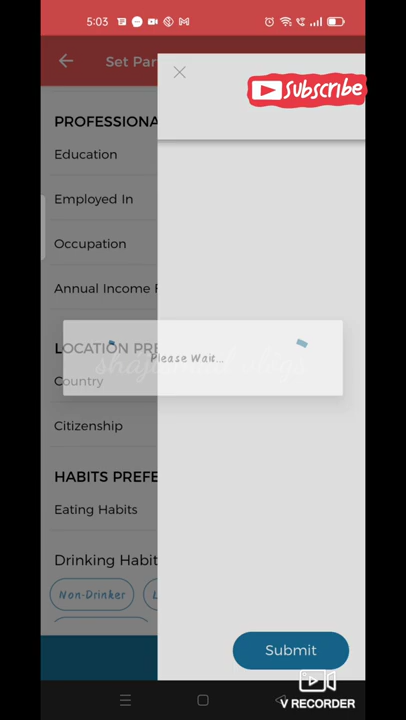 5:03
Set Par
Subscribe
PROFESSIONA
Education
Employed In
Occupation
Annual Income
LOCATION PRE
Please Wait...
Country
Citizenship
HABITS PREFE
Eating Habits
Drinking Habit
Non-Drinker
Submit
V RECORDER